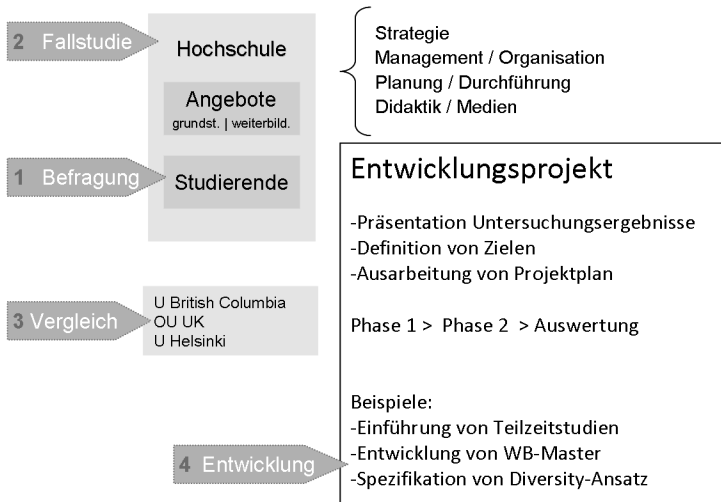 2 Fallstudie
Hochschule
Angebote
grundst. | weiterbild.
1 Befragung
Studierende
3 Vergleich
U British Columbia
OU UK
U Helsinki
4 Entwicklung
Strategie
Management / Organisation
Planung / Durchführung
Didaktik / Medien
Entwicklungsprojekt
-Präsentation Untersuchungsergebnisse
-Definition von Zielen
-Ausarbeitung von Projektplan
Phase 1 > Phase 2 > Auswertung
Beispiele:
-Einführung von Teilzeitstudien
-Entwicklung von WB-Master
-Spezifikation von Diversity-Ansatz